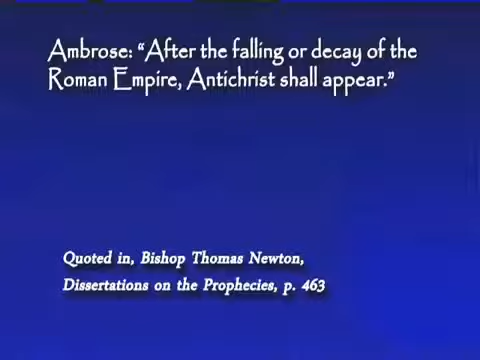 Ambrose: “After the falling or decay of the
Roman Empire, Antichrist shall appear.”
Quoted in, Bishop Thomas Newton,
Dissertations on the Prophecies, p. 463